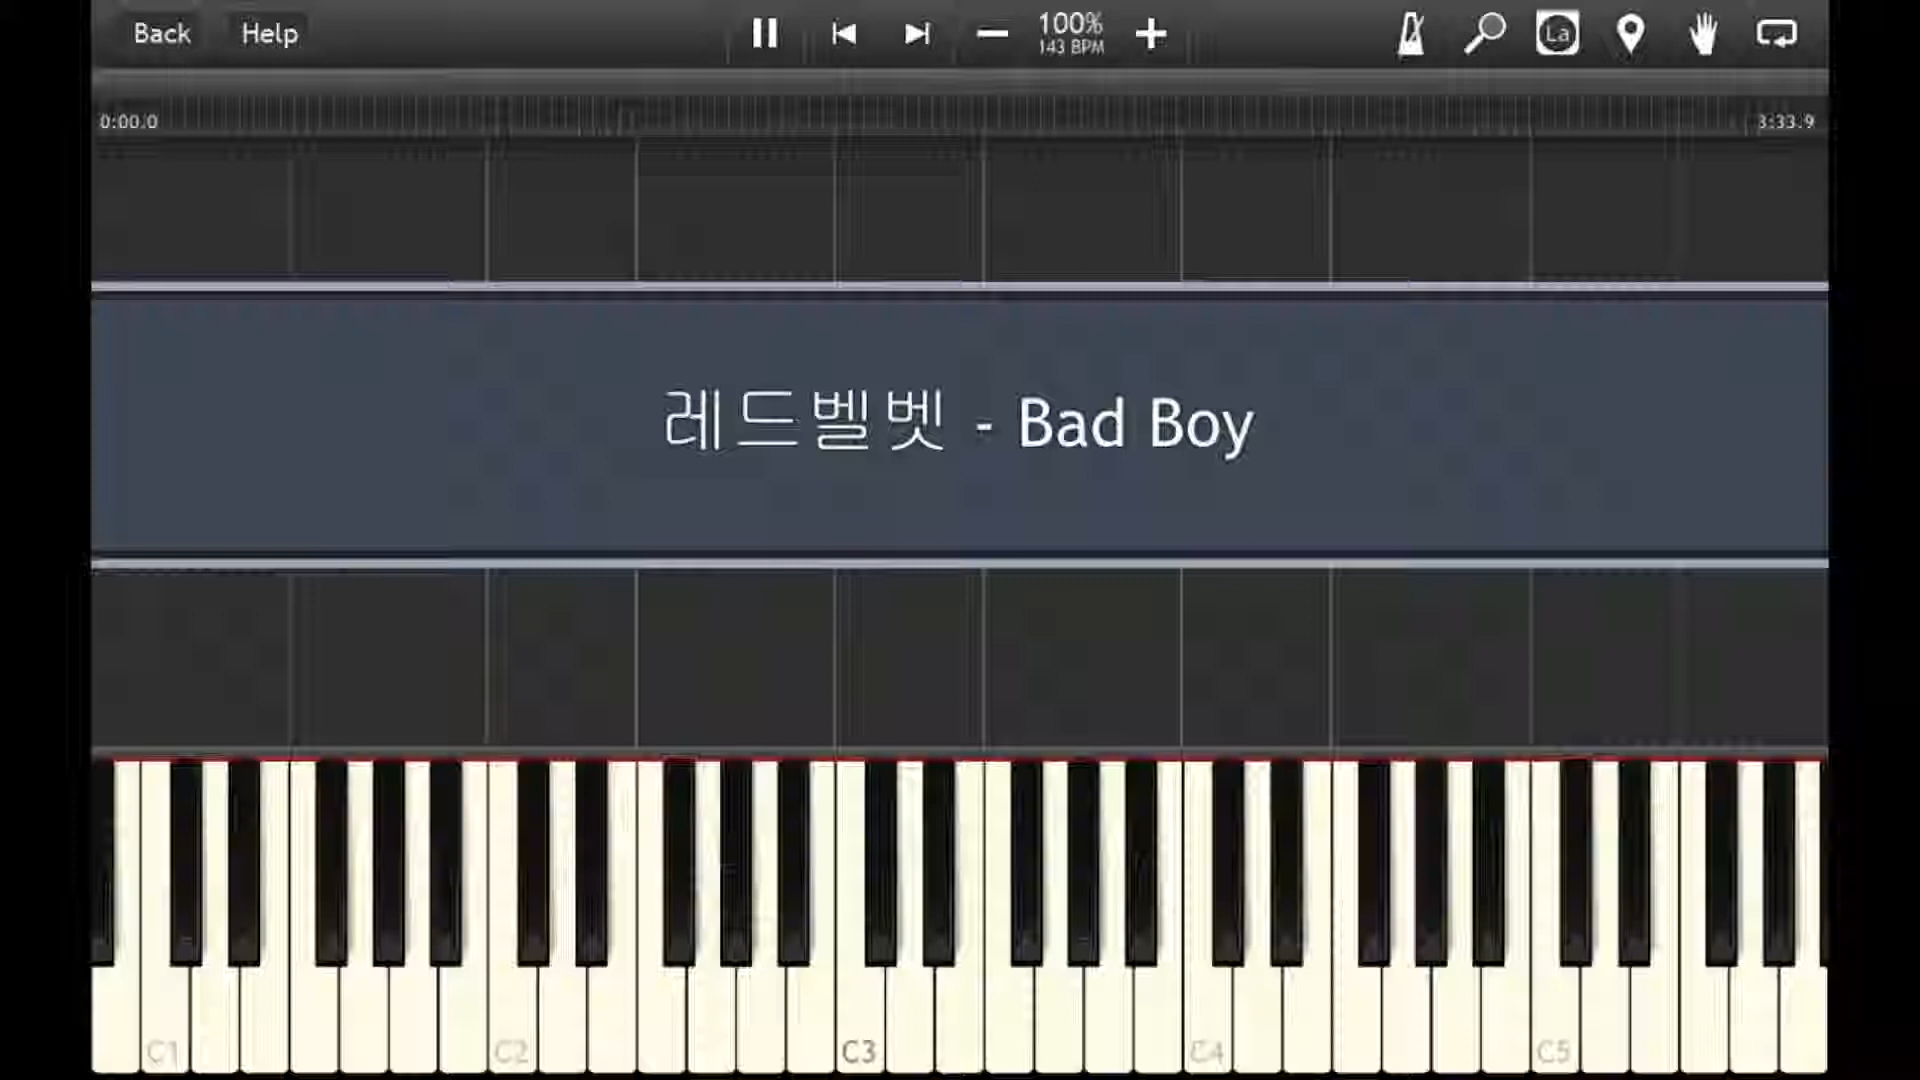 Back Help 100%
143 BPM
La
0:00.0 3:33.9
레드벨벳 - Bad Boy
C1 C2 C3 C4 C5